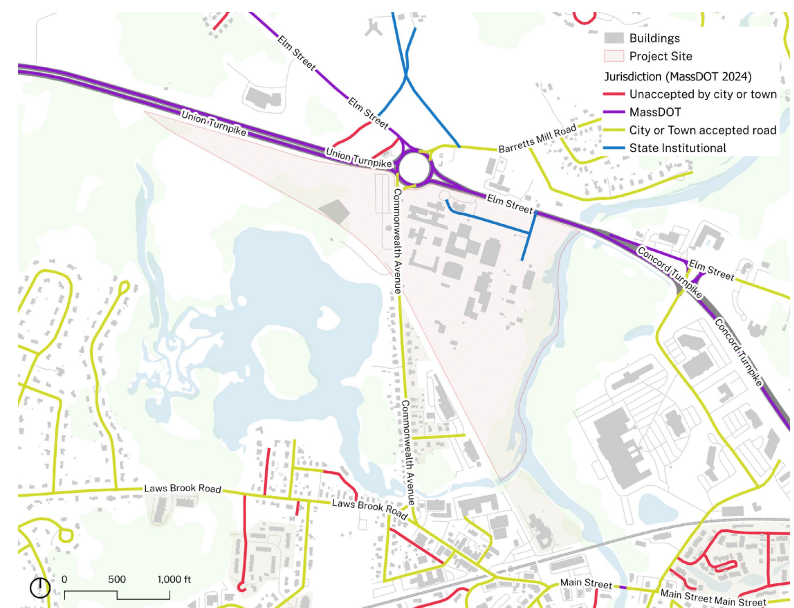 Buildings
Project Site
Jurisdiction (MassDOT 2024)
Unaccepted by city or town
MassDOT
City or Town accepted road
State Institutional
Elm Street
Elm Street
Union Turnpike
Union Turnpike
Barretts Mill Road
Elm Street
Commonwealth Avenue
Elm Street
Concord Turnpike
Concord Turnpike
Commonwealth Avenue
Laws Brook Road
Laws Brook Road
Main Street
Main Street Main Street
0 500 1,000 ft